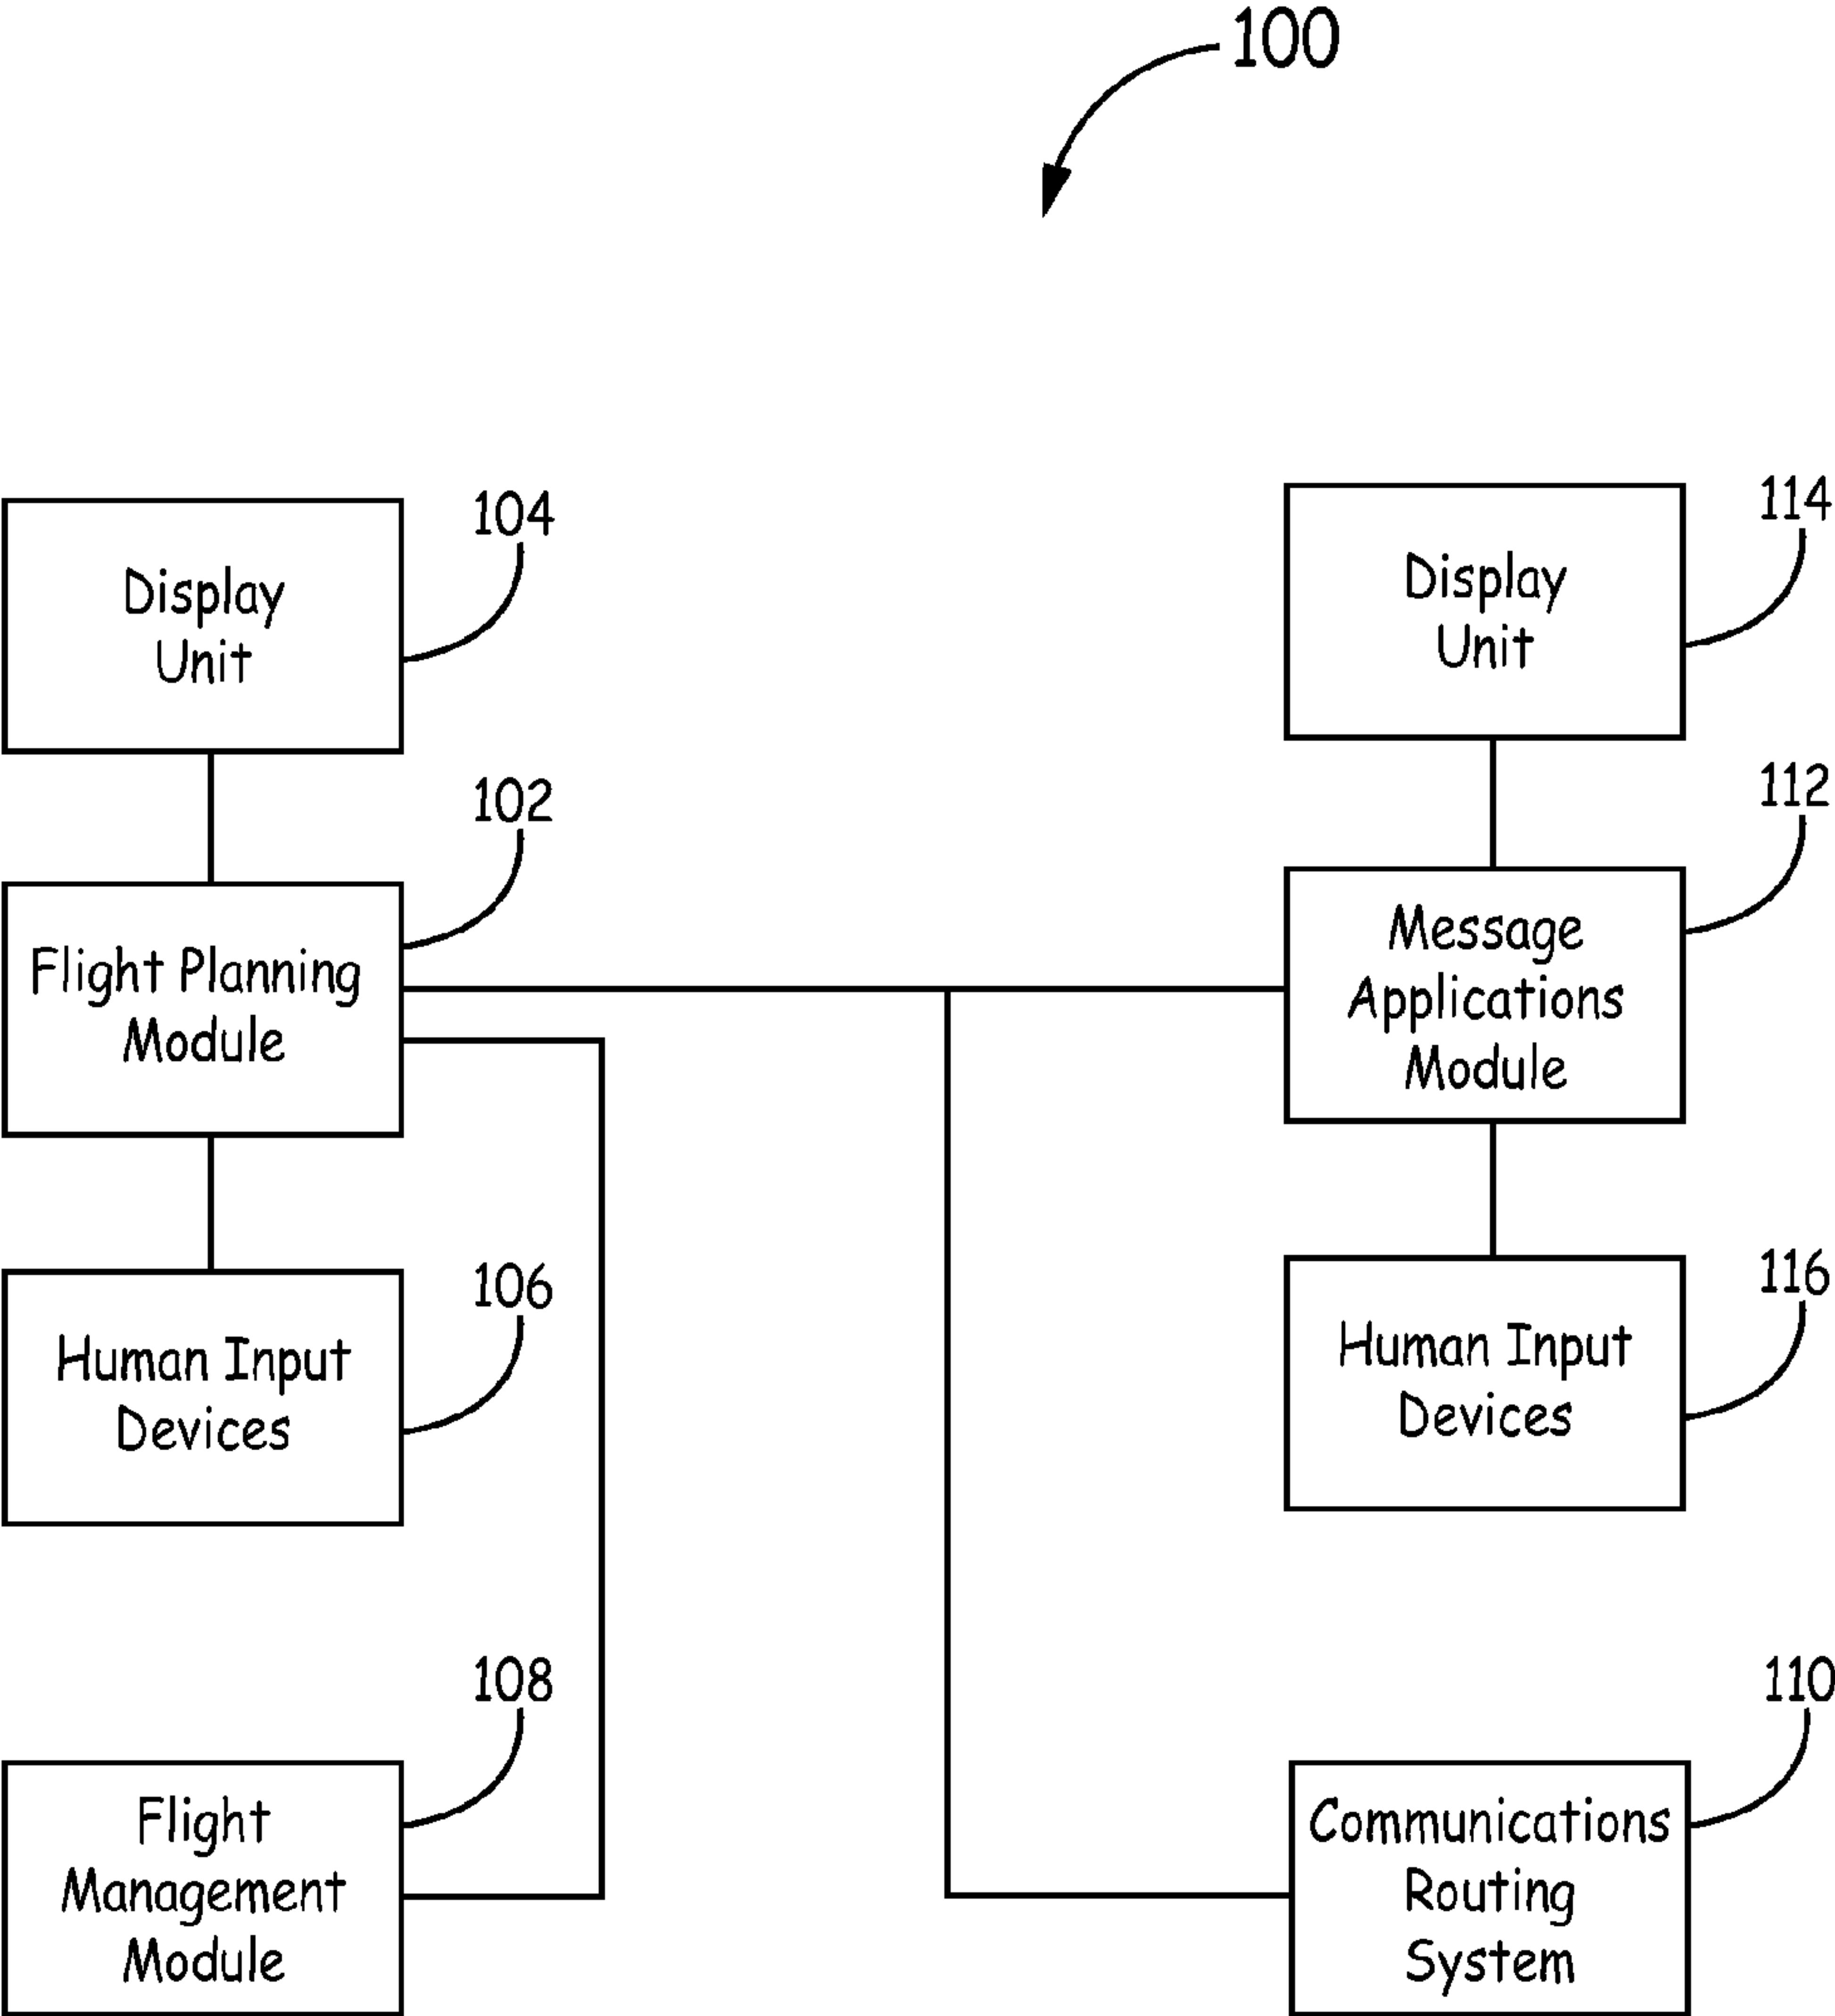 100
104
Display
Unit
114
Display
Unit
102
Flight Planning
Module
112
Message
Applications
Module
106
Human Input
Devices
116
Human Input
Devices
108
Flight
Management
Module
110
Communications
Routing
System